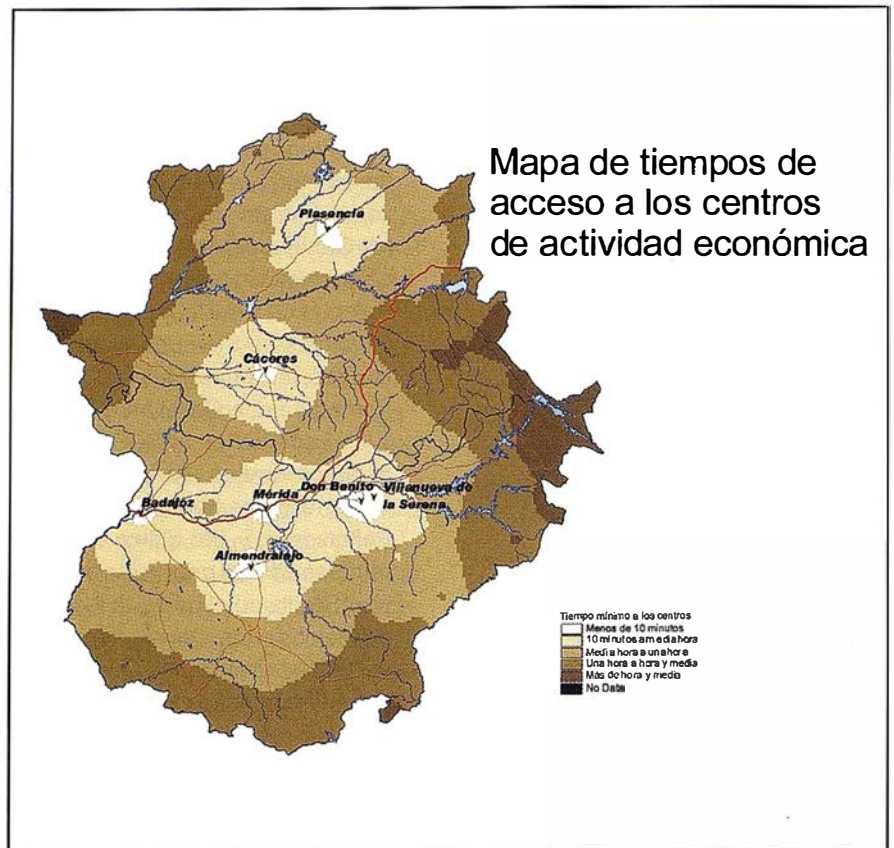 Mapa de tiempos de
acceso a los centros
de actividad económica
Plasencia
Cáceres
Badajoz
Mérida
Don Benito
Villanueva de
la Serena
Almendralejo
Tiempo mínimo a los centros
Menos de 10 minutos
10 minutos a media hora
Media hora a una hora
Una hora a hora y media
Más de hora y media
No Data